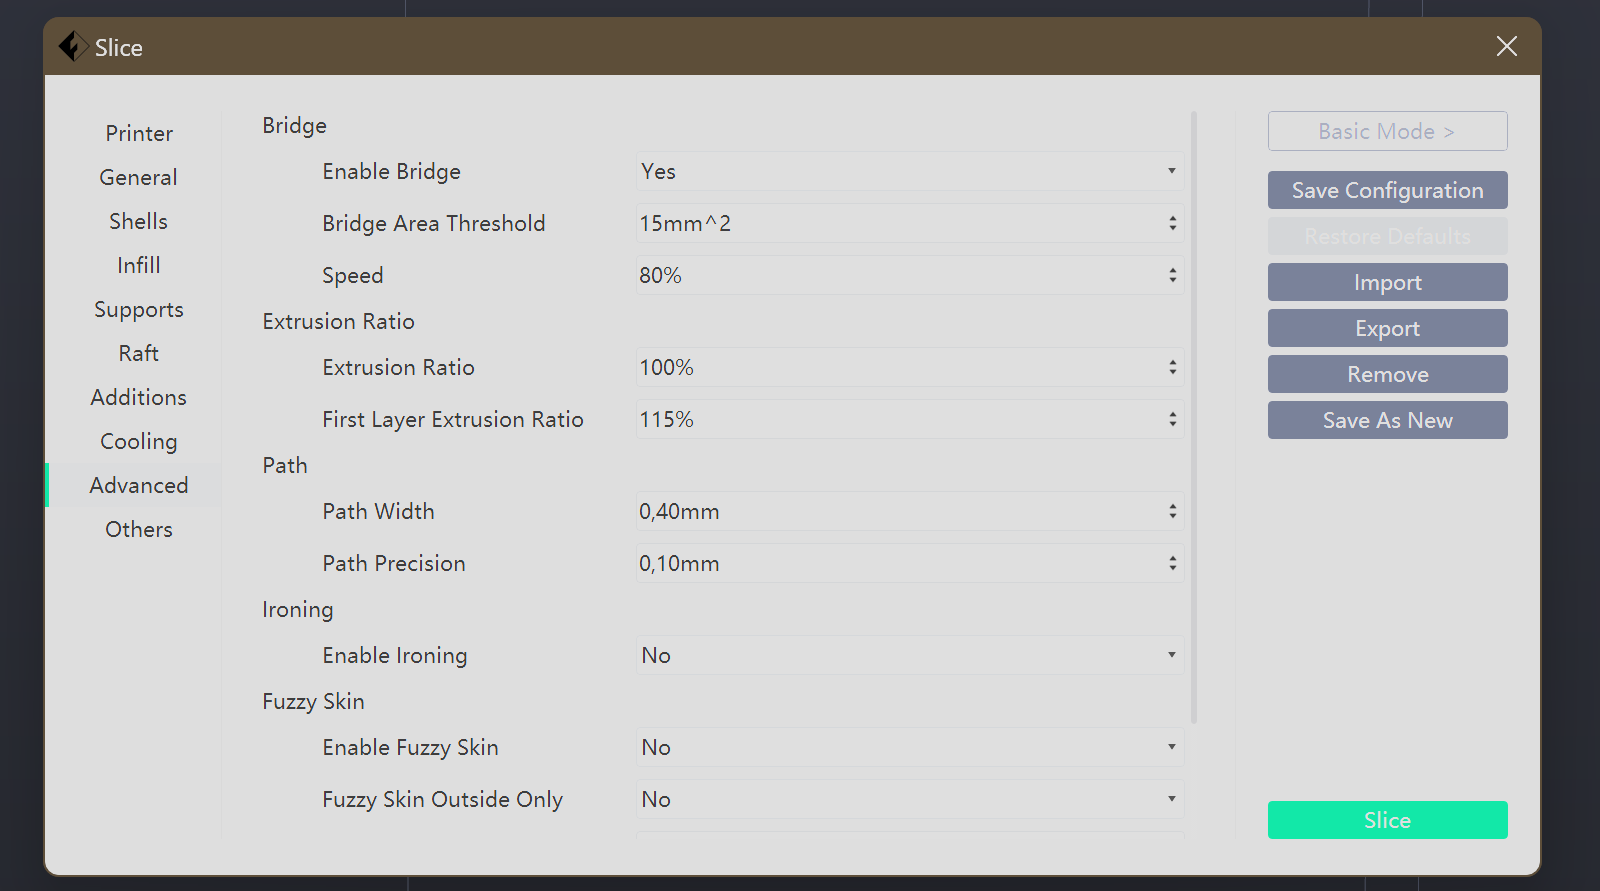 Slice
Printer
General
Shells
Infill
Supports
Raft
Additions
Cooling
Advanced
Others
Bridge
Enable Bridge Yes
Bridge Area Threshold 15mm^2
Speed 80%
Extrusion Ratio
Extrusion Ratio 100%
First Layer Extrusion Ratio 115%
Path
Path Width 0,40mm
Path Precision 0,10mm
Ironing
Enable Ironing No
Fuzzy Skin
Enable Fuzzy Skin No
Fuzzy Skin Outside Only No
Basic Mode >
Save Configuration
Restore Defaults
Import
Export
Remove
Save As New
Slice